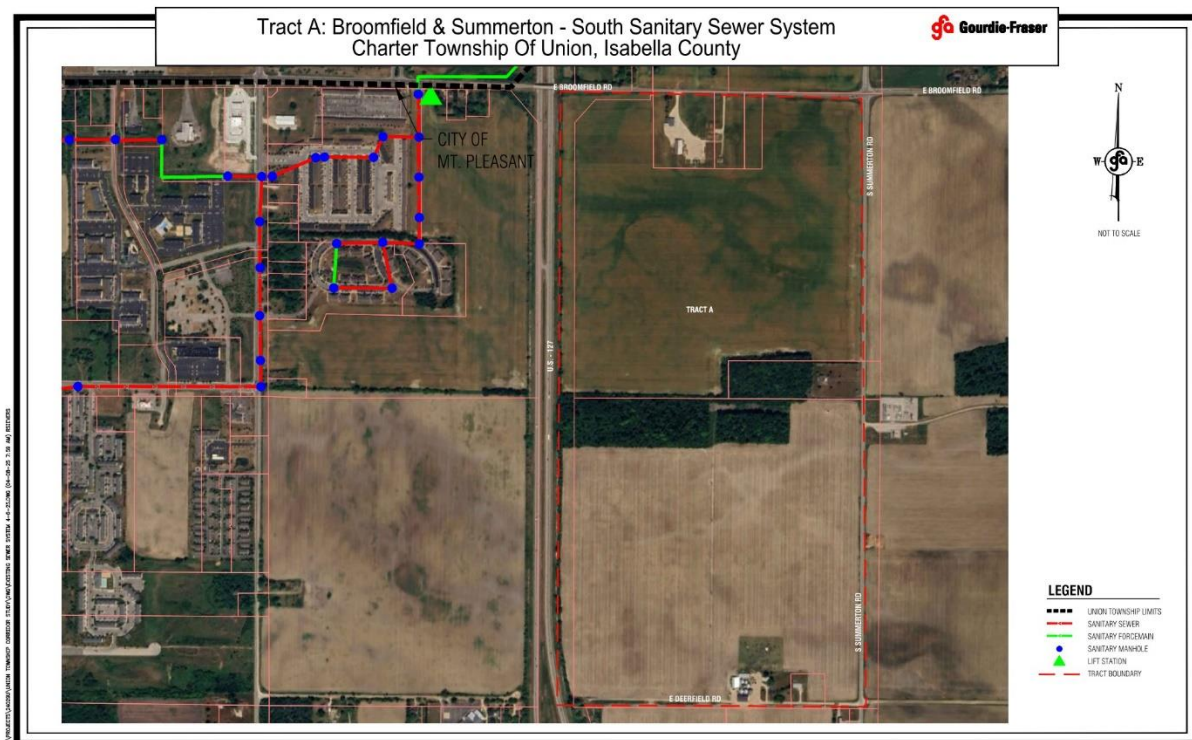 Tract A: Broomfield & Summerton - South Sanitary Sewer System
Charter Township Of Union, Isabella County
gfa Gourdie-Fraser
E BROOMFIELD RD
E BROOMFIELD RD
CITY OF
MT. PLEASANT
S SUMMERTON RD
N
W
gfa
E
NOT TO SCALE
TRACT A
U.S. - 127
S SUMMERTON RD
E DEERFIELD RD
LEGEND
UNION TOWNSHIP LIMITS
SANITARY SEWER
SANITARY FORCEMAIN
SANITARY MANHOLE
LIFT STATION
TRACT BOUNDARY